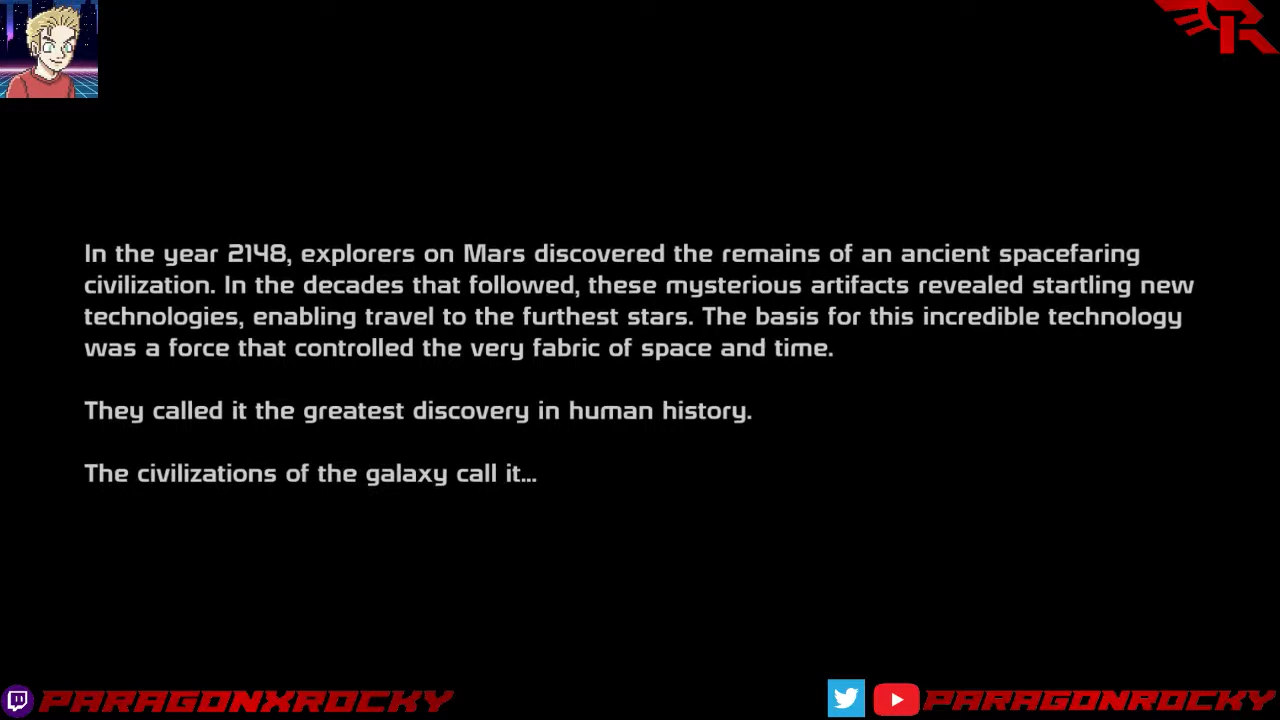 In the year 2148, explorers on Mars discovered the remains of an ancient spacefaring
civilization. In the decades that followed, these mysterious artifacts revealed startling new
technologies, enabling travel to the furthest stars. The basis for this incredible technology
was a force that controlled the very fabric of space and time.
They called it the greatest discovery in human history.
The civilizations of the galaxy call it...
PARAGONXROCKY
PARAGONROCKY